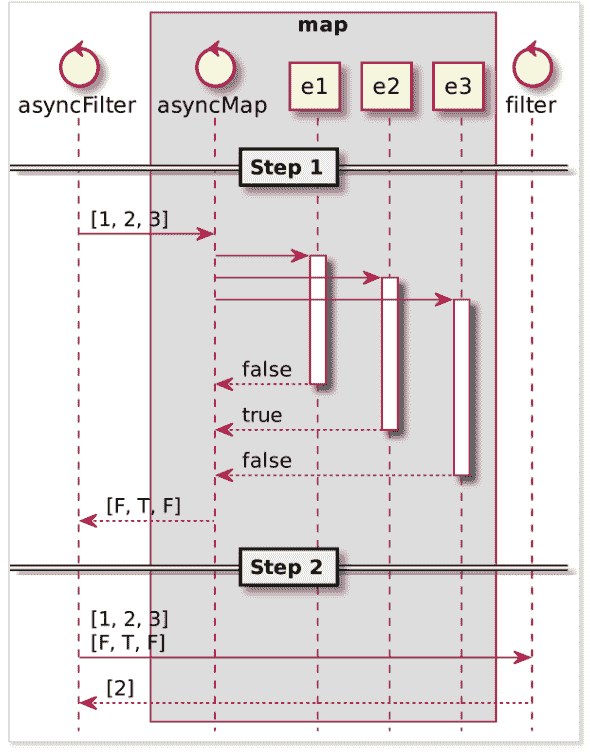 map
asyncFilter asyncMap e1 e2 e3 filter
Step 1
[1, 2, 3]
false
true
false
[F, T, F]
Step 2
[1, 2, 3]
[F, T, F]
[2]